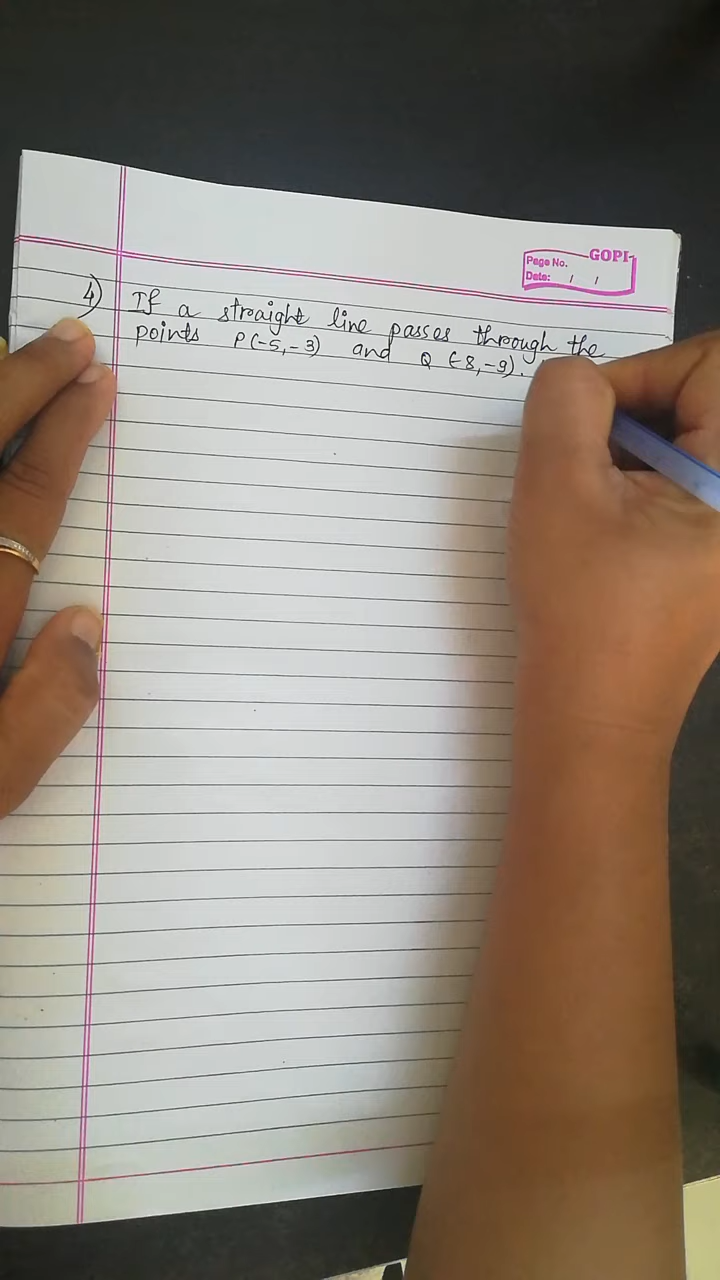 GOPI
Page No.
Date: / /
4) If a straight line passes through the
points P(-5,-3) and Q (-8,-9).